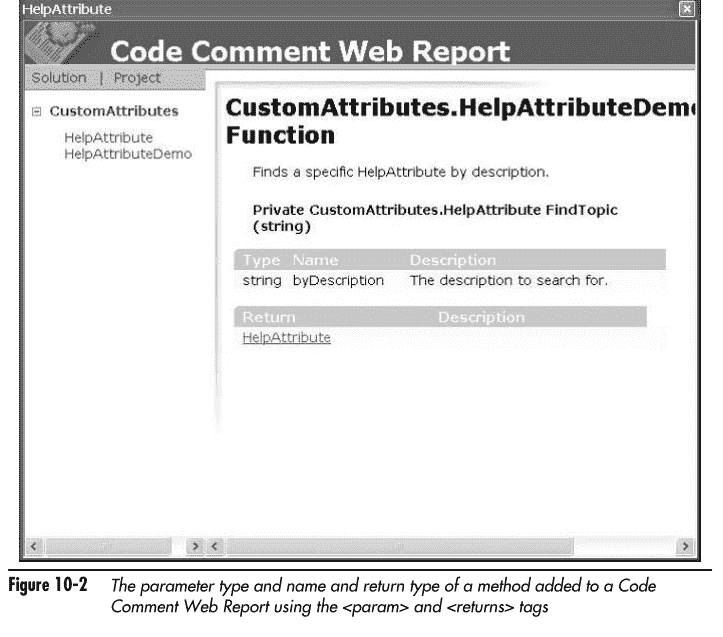 HelpAttribute
Code Comment Web Report
Solution | Project
CustomAttributes
HelpAttribute
HelpAttributeDemo
CustomAttributes.HelpAttributeDem
Function
Finds a specific HelpAttribute by description.
Private CustomAttributes.HelpAttribute FindTopic
(string)
Type Name Description
string byDescription The description to search for.
Return Description
HelpAttribute
Figure 10-2 The parameter type and name and return type of a method added to a Code
Comment Web Report using the <param> and <returns> tags